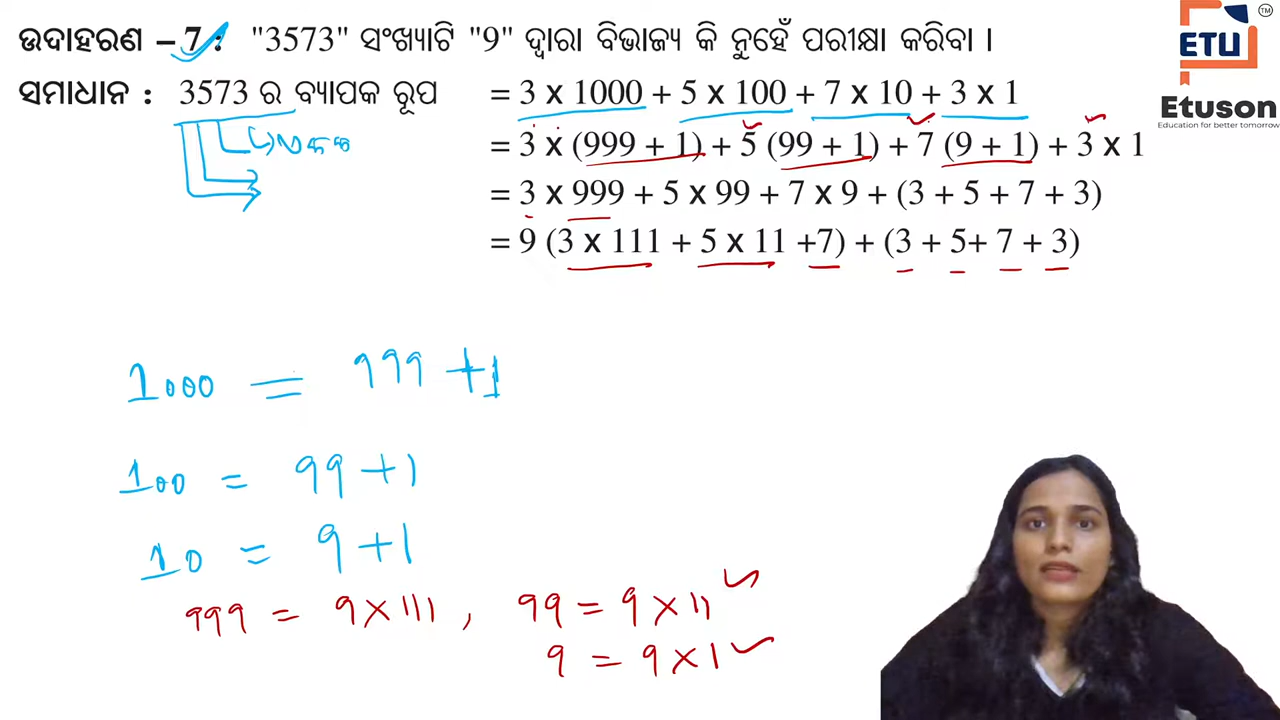 ଉଦାହରଣ – 7 : "3573" ସଂଖ୍ୟାଟି "9" ଦ୍ୱାରା ବିଭାଜ୍ୟ କି ନୁହେଁ ପରୀକ୍ଷା କରିବା ।
ସମାଧାନ : 3573 ର ବ୍ୟାପକ ରୂପ = 3 x 1000 + 5 x 100 + 7 x 10 + 3 x 1
= 3 x (999 + 1) + 5 (99 + 1) + 7 (9 + 1) + 3 x 1
= 3 x 999 + 5 x 99 + 7 x 9 + (3 + 5 + 7 + 3)
= 9 (3 x 111 + 5 x 11 +7) + (3 + 5+ 7 + 3)
1000 = 999 + 1
100 = 99 + 1
10 = 9 + 1
999 = 9 x 111 , 99 = 9 x 11
9 = 9 x 1
TM
ETU
Etuson
Education for better tomorrow